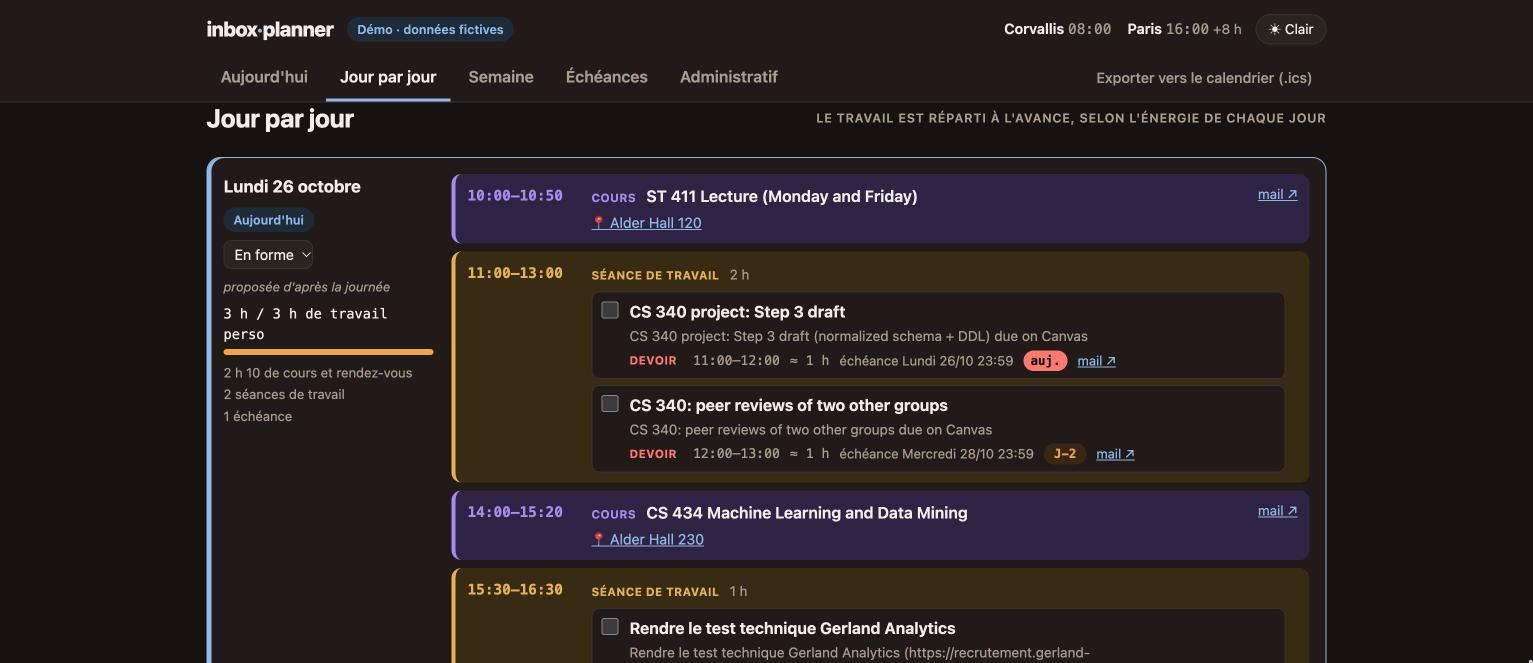 inbox·planner Démo · données fictives Corvallis 08:00 Paris 16:00 +8 h ☀ Clair
Aujourd'hui Jour par jour Semaine Échéances Administratif Exporter vers le calendrier (.ics)
Jour par jour LE TRAVAIL EST RÉPARTI À L'AVANCE, SELON L'ÉNERGIE DE CHAQUE JOUR
Lundi 26 octobre
Aujourd'hui
En forme
proposée d'après la journée
3 h / 3 h de travail
perso
2 h 10 de cours et rendez-vous
2 séances de travail
1 échéance
10:00–10:50 COURS ST 411 Lecture (Monday and Friday) mail ↗
📍 Alder Hall 120
11:00–13:00 SÉANCE DE TRAVAIL 2 h
CS 340 project: Step 3 draft
CS 340 project: Step 3 draft (normalized schema + DDL) due on Canvas
DEVOIR 11:00–12:00 ≈ 1 h échéance Lundi 26/10 23:59 auj. mail ↗
CS 340: peer reviews of two other groups
CS 340: peer reviews of two other groups due on Canvas
DEVOIR 12:00–13:00 ≈ 1 h échéance Mercredi 28/10 23:59 J–2 mail ↗
14:00–15:20 COURS CS 434 Machine Learning and Data Mining mail ↗
📍 Alder Hall 230
15:30–16:30 SÉANCE DE TRAVAIL 1 h
Rendre le test technique Gerland Analytics
Rendre le test technique Gerland Analytics (https://recrutement.gerland-